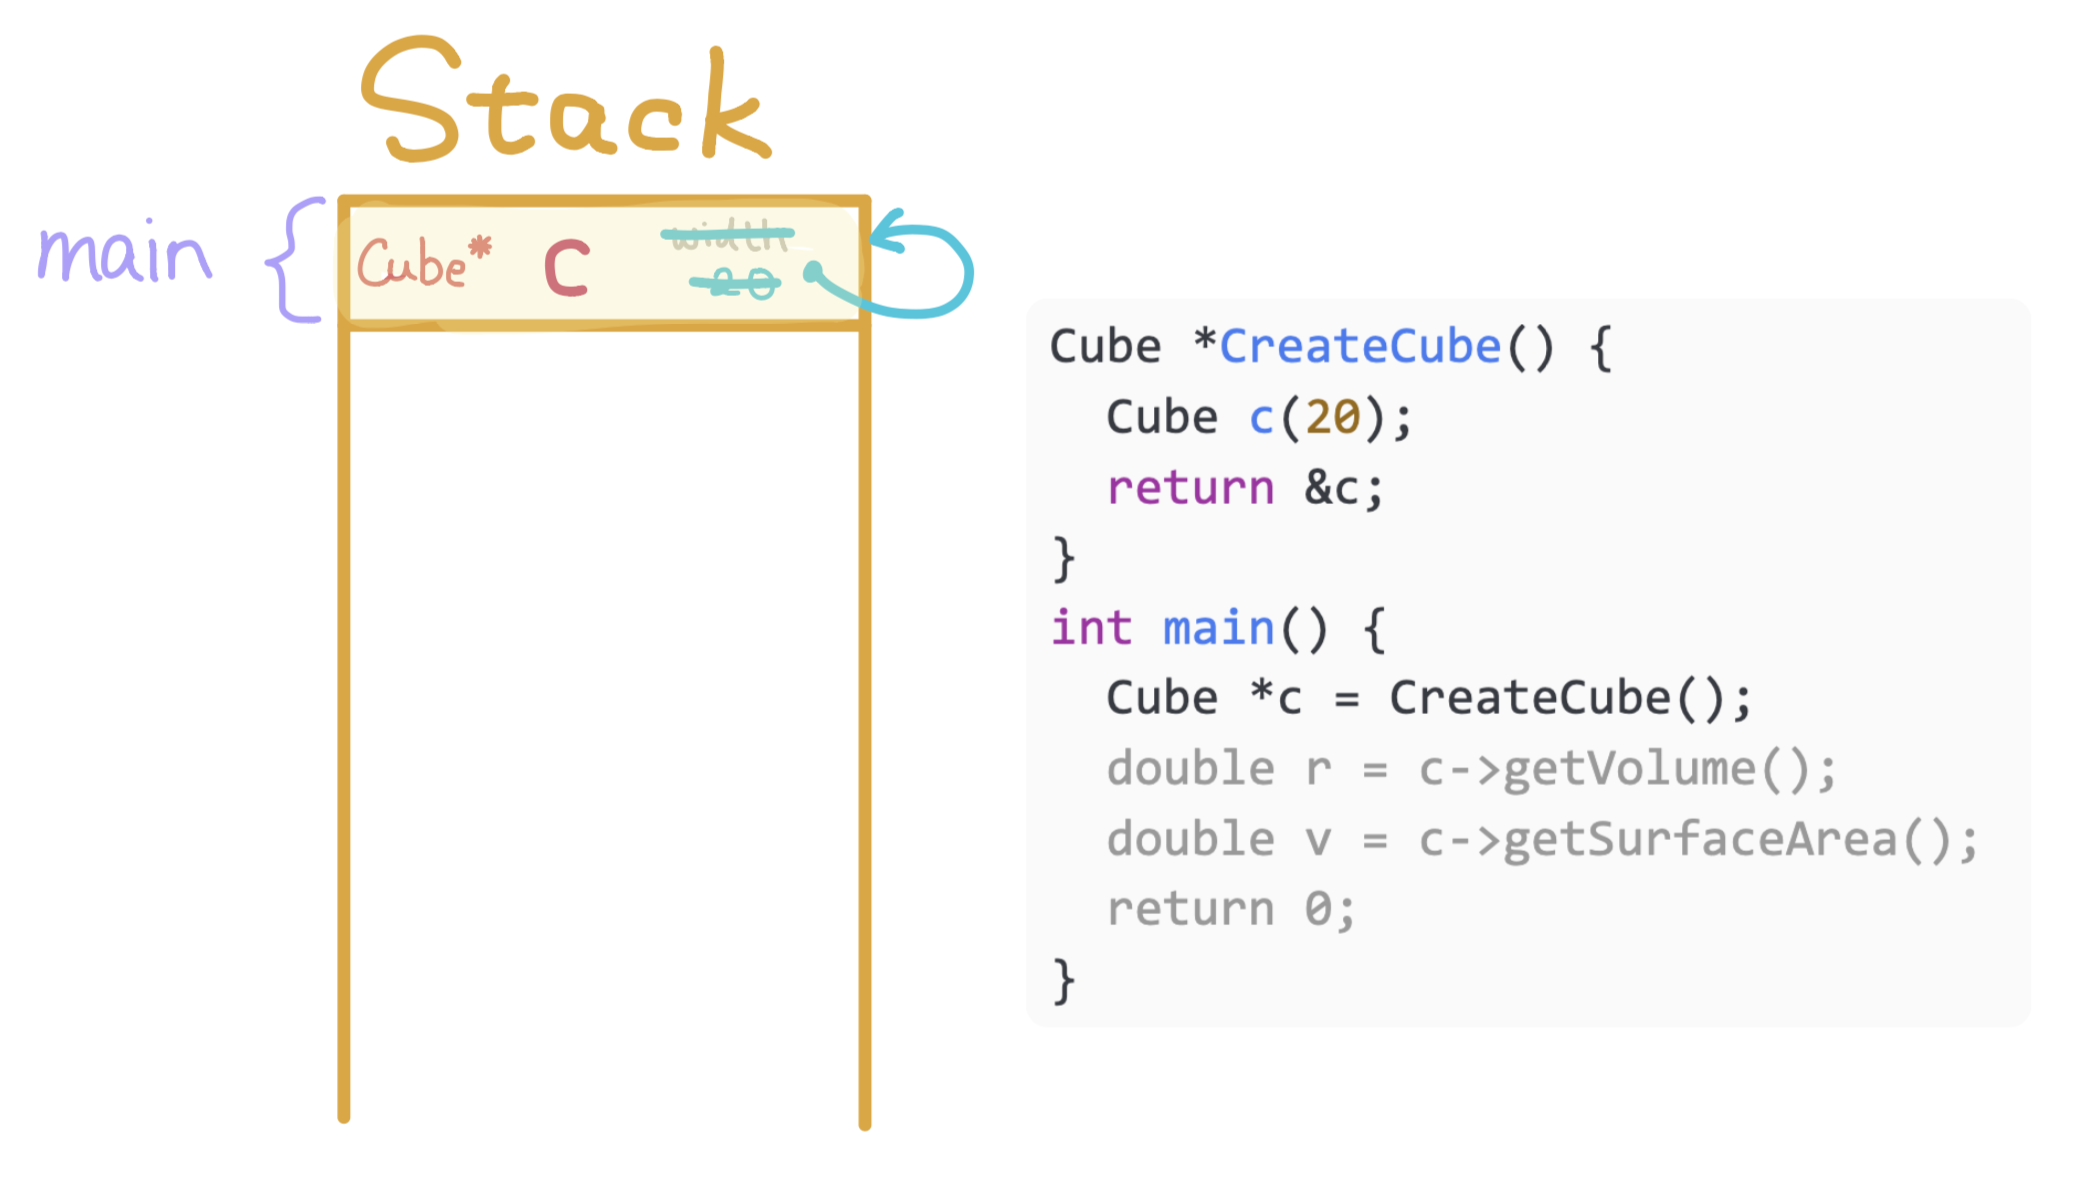 Stack
main { Cube* C width
20
Cube *CreateCube() {
  Cube c(20);
  return &c;
}
int main() {
  Cube *c = CreateCube();
  double r = c->getVolume();
  double v = c->getSurfaceArea();
  return 0;
}